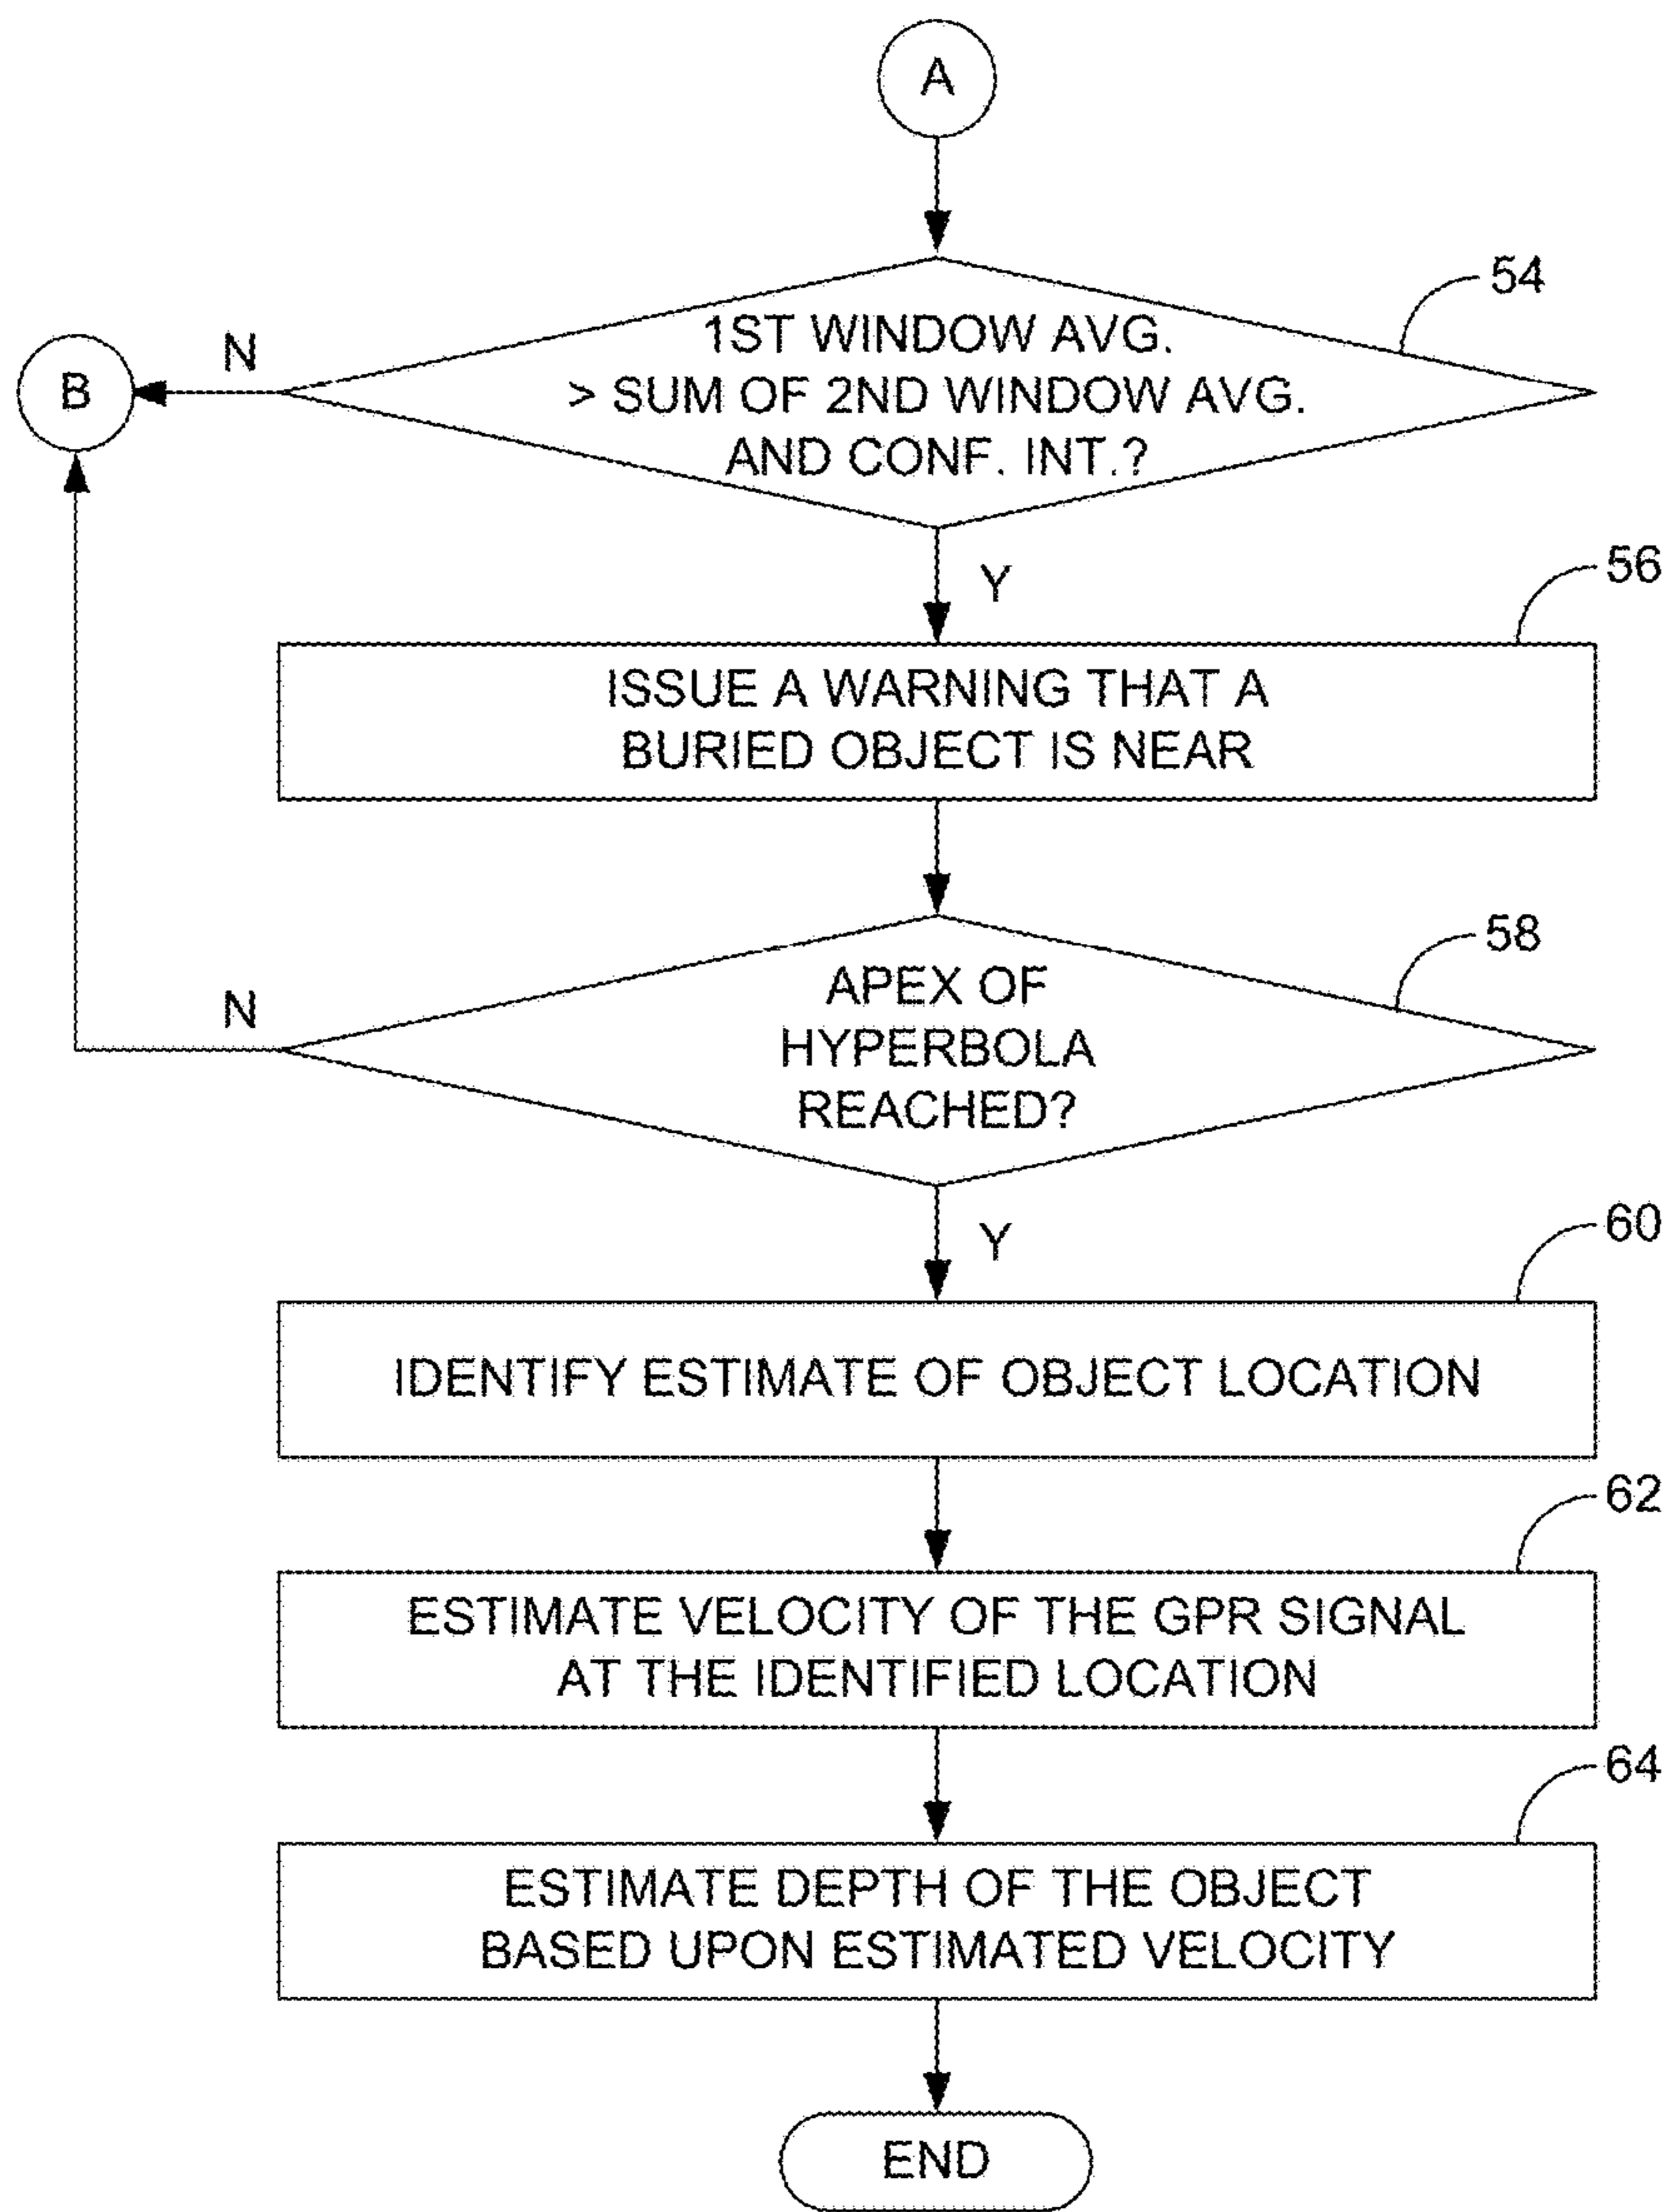 A
54
1ST WINDOW AVG.
N
B
> SUM OF 2ND WINDOW AVG.
AND CONF. INT.?
Y
56
ISSUE A WARNING THAT A
BURIED OBJECT IS NEAR
58
APEX OF
N
HYPERBOLA
REACHED?
Y
60
IDENTIFY ESTIMATE OF OBJECT LOCATION
62
ESTIMATE VELOCITY OF THE GPR SIGNAL
AT THE IDENTIFIED LOCATION
64
ESTIMATE DEPTH OF THE OBJECT
BASED UPON ESTIMATED VELOCITY
END